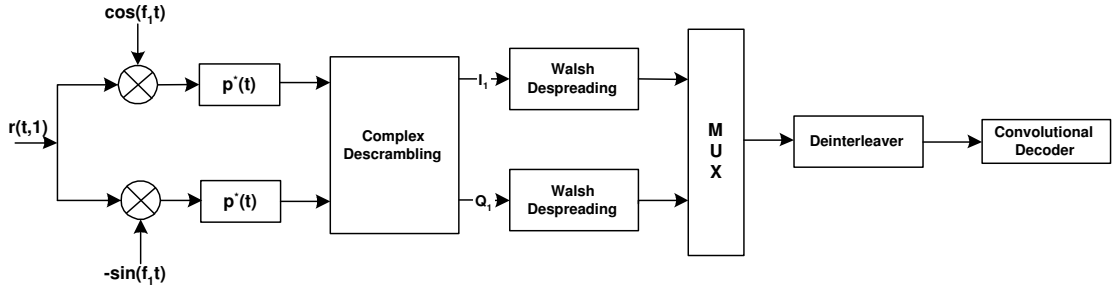 cos(f₁t)
r(t,1)
p*(t)
p*(t)
-sin(f₁t)
Complex
Descrambling
I₁
Q₁
Walsh
Despreading
Walsh
Despreading
M
U
X
Deinterleaver
Convolutional
Decoder